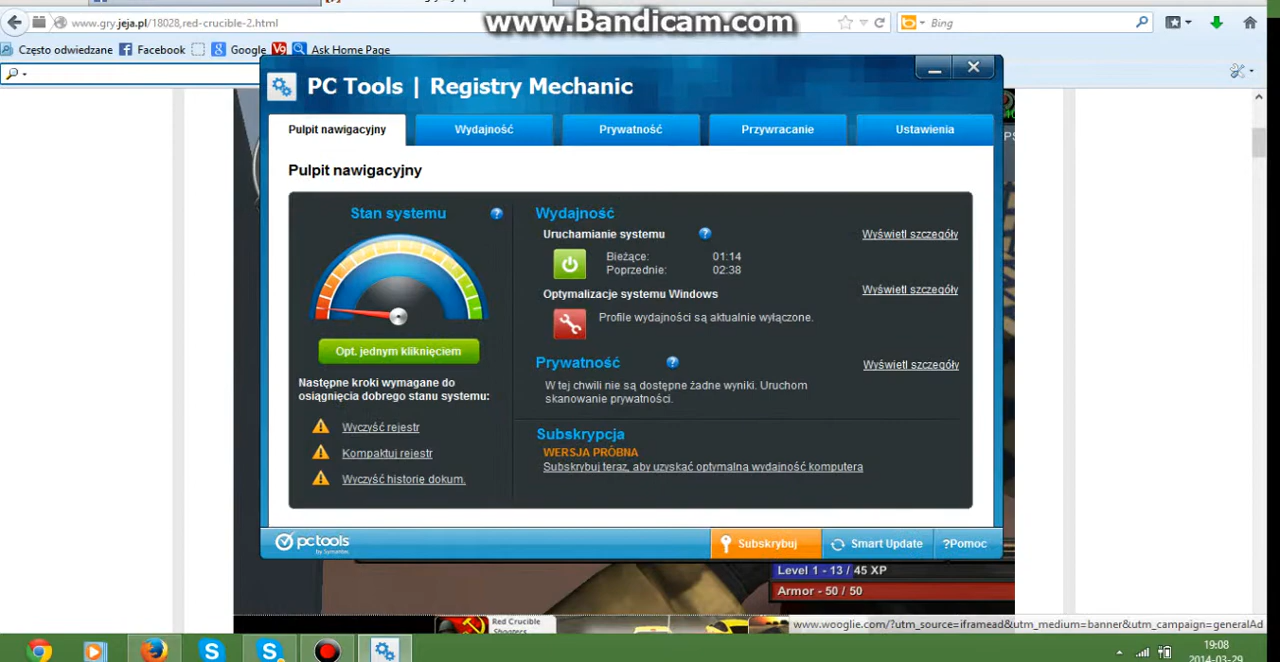 www.Bandicam.com
www.gry.jeja.pl/18028,red-crucible-2.html
Bing
Często odwiedzane Facebook Google Ask Home Page
PC Tools | Registry Mechanic
Pulpit nawigacyjny Wydajność Prywatność Przywracanie Ustawienia
Pulpit nawigacyjny
Stan systemu
Opt. jednym kliknięciem
Następne kroki wymagane do
osiągnięcia dobrego stanu systemu:
Wyczyść rejestr
Kompaktuj rejestr
Wyczyść historię dokum.
Wydajność
Uruchamianie systemu
Wyświetl szczegóły
Bieżące: 01:14
Poprzednie: 02:38
Optymalizacje systemu Windows
Wyświetl szczegóły
Profile wydajności są aktualnie wyłączone.
Prywatność
Wyświetl szczegóły
W tej chwili nie są dostępne żadne wyniki. Uruchom
skanowanie prywatności.
Subskrypcja
WERSJA PRÓBNA
Subskrybuj teraz, aby uzyskać optymalną wydajność komputera
pctools
by Symantec
Subskrybuj Smart Update ?Pomoc
Level 1 - 13 / 45 XP
Armor - 50 / 50
Red Crucible
www.wooglie.com/?utm_source=iframead&utm_medium=banner&utm_campaign=generalAd
19:08
2014-03-29